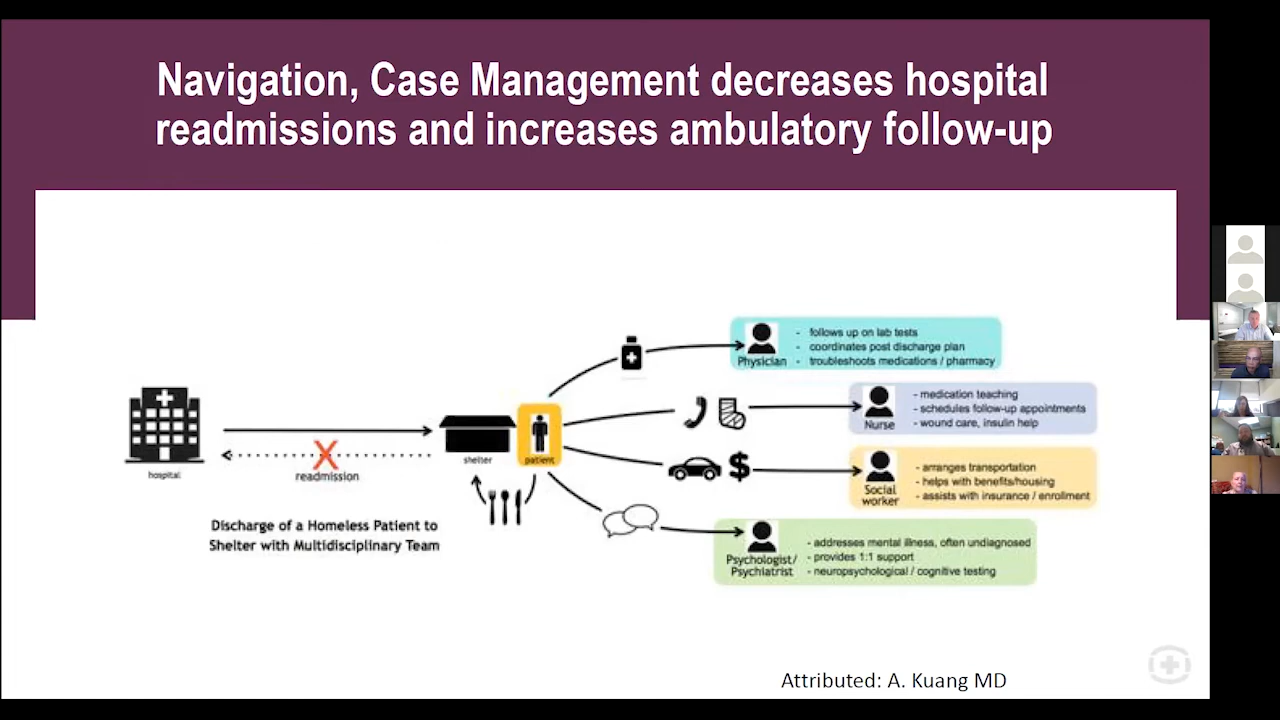 Navigation, Case Management decreases hospital
readmissions and increases ambulatory follow-up
hospital
readmission
Discharge of a Homeless Patient to
Shelter with Multidisciplinary Team
shelter
patient
Physician
- follows up on lab tests
- coordinates post discharge plan
- troubleshoots medications / pharmacy
Nurse
- medication teaching
- schedules follow-up appointments
- wound care, insulin help
$
Social
worker
- arranges transportation
- helps with benefits/housing
- assists with insurance / enrollment
Psychologist/
Psychiatrist
- addresses mental illness, often undiagnosed
- provides 1:1 support
- neuropsychological / cognitive testing
Attributed: A. Kuang MD